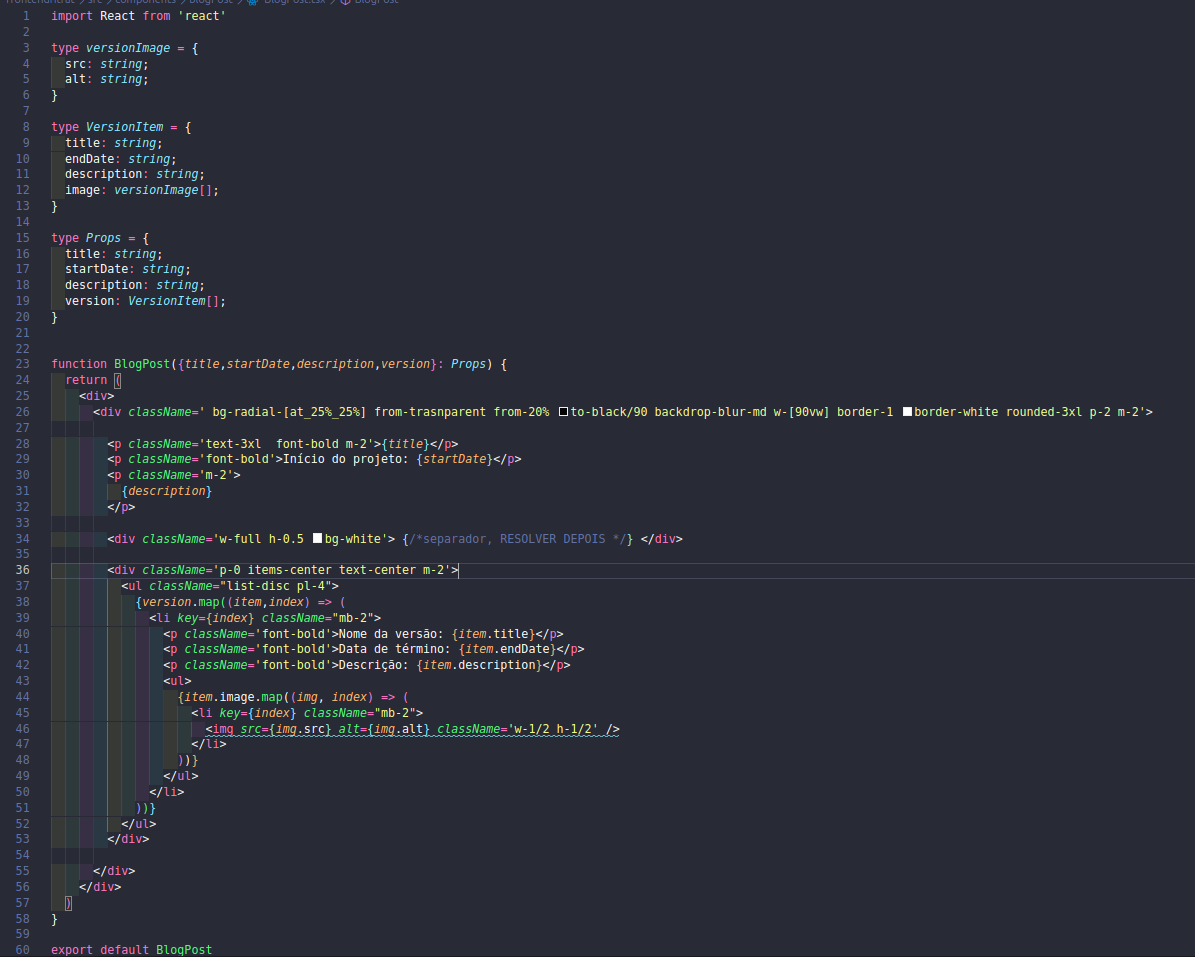 frontendntruc > src > components > blogPost > BlogPost.tsx > BlogPost
1 import React from 'react'
2
3 type versionImage = {
4 src: string;
5 alt: string;
6 }
7
8 type VersionItem = {
9 title: string;
10 endDate: string;
11 description: string;
12 image: versionImage[];
13 }
14
15 type Props = {
16 title: string;
17 startDate: string;
18 description: string;
19 version: VersionItem[];
20 }
21
22
23 function BlogPost({title,startDate,description,version}: Props) {
24 return (
25 <div>
26 <div className=' bg-radial-[at_25%_25%] from-trasnparent from-20% to-black/90 backdrop-blur-md w-[90vw] border-1 border-white rounded-3xl p-2 m-2'>
27
28 <p className='text-3xl  font-bold m-2'>{title}</p>
29 <p className='font-bold'>Início do projeto: {startDate}</p>
30 <p className='m-2'>
31 {description}
32 </p>
33
34 <div className='w-full h-0.5 bg-white'> {/*separador, RESOLVER DEPOIS */} </div>
35
36 <div className='p-0 items-center text-center m-2'>
37 <ul className="list-disc pl-4">
38 {version.map((item,index) => (
39 <li key={index} className="mb-2">
40 <p className='font-bold'>Nome da versão: {item.title}</p>
41 <p className='font-bold'>Data de término: {item.endDate}</p>
42 <p className='font-bold'>Descrição: {item.description}</p>
43 <ul>
44 {item.image.map((img, index) => (
45 <li key={index} className="mb-2">
46 <img src={img.src} alt={img.alt} className='w-1/2 h-1/2' />
47 </li>
48 ))}
49 </ul>
50 </li>
51 ))}
52 </ul>
53 </div>
54
55 </div>
56 </div>
57 )
58 }
59
60 export default BlogPost